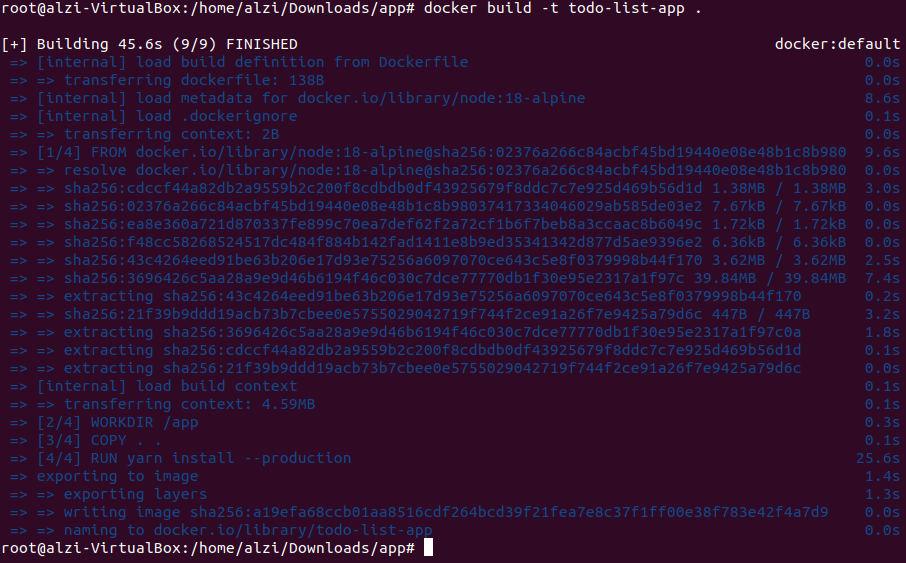 root@alzi-VirtualBox:/home/alzi/Downloads/app# docker build -t todo-list-app .
[+] Building 45.6s (9/9) FINISHED docker:default
=> [internal] load build definition from Dockerfile 0.0s
=> => transferring dockerfile: 138B 0.0s
=> [internal] load metadata for docker.io/library/node:18-alpine 8.6s
=> [internal] load .dockerignore 0.1s
=> => transferring context: 2B 0.0s
=> [1/4] FROM docker.io/library/node:18-alpine@sha256:02376a266c84acbf45bd19440e08e48b1c8b980 9.6s
=> => resolve docker.io/library/node:18-alpine@sha256:02376a266c84acbf45bd19440e08e48b1c8b980 0.0s
=> => sha256:cdccf44a82db2a9559b2c200f8cdbdb0df43925679f8ddc7c7e925d469b56d1d 1.38MB / 1.38MB 3.0s
=> => sha256:02376a266c84acbf45bd19440e08e48b1c8b980374173340​46029ab585de03e2 7.67kB / 7.67kB 0.0s
=> => sha256:ea8e360a721d870337fe899c70ea7def62f2a72cf1b6f7beb8a3ccaac8b6049c 1.72kB / 1.72kB 0.0s
=> => sha256:f48cc58268524517dc484f884b142fad1411e8b9ed35341342d877d5ae9396e2 6.36kB / 6.36kB 0.0s
=> => sha256:43c4264eed91be63b206e17d93e75256a6097070ce643c5e8f0379998b44f170 3.62MB / 3.62MB 2.5s
=> => sha256:3696426c5aa28a9e9d46b6194f46c030c7dce77770db1f30e95e2317a1f97c 39.84MB / 39.84MB 7.4s
=> => extracting sha256:43c4264eed91be63b206e17d93e75256a6097070ce643c5e8f0379998b44f170 0.2s
=> => sha256:21f39b9ddd19acb73b7cbee0e5755029042719f744f2ce91a26f7e9425a79d6c 447B / 447B 3.2s
=> => extracting sha256:3696426c5aa28a9e9d46b6194f46c030c7dce77770db1f30e95e2317a1f97c0a 1.8s
=> => extracting sha256:cdccf44a82db2a9559b2c200f8cdbdb0df43925679f8ddc7c7e925d469b56d1d 0.1s
=> => extracting sha256:21f39b9ddd19acb73b7cbee0e5755029042719f744f2ce91a26f7e9425a79d6c 0.0s
=> [internal] load build context 0.1s
=> => transferring context: 4.59MB 0.1s
=> [2/4] WORKDIR /app 0.3s
=> [3/4] COPY . . 0.1s
=> [4/4] RUN yarn install --production 25.6s
=> exporting to image 1.4s
=> => exporting layers 1.3s
=> => writing image sha256:a19efa68ccb01aa8516cdf264bcd39f21fea7e8c37f1ff00e38f783e42f4a7d9 0.0s
=> => naming to docker.io/library/todo-list-app 0.0s
root@alzi-VirtualBox:/home/alzi/Downloads/app#